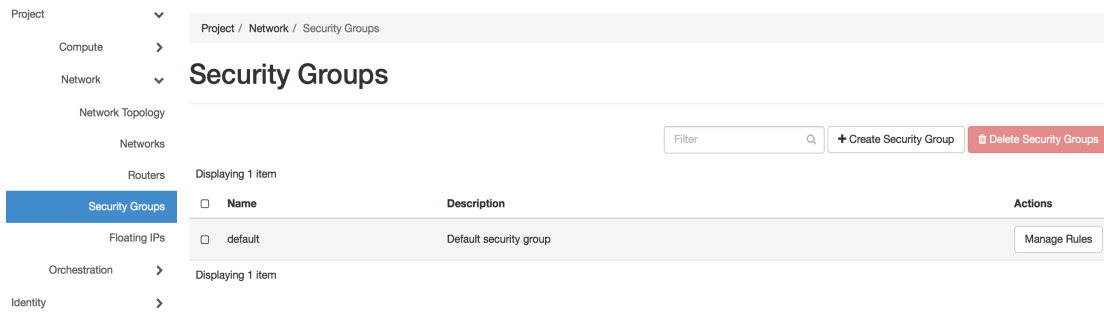 Project
Compute
Network
Network Topology
Networks
Routers
Security Groups
Floating IPs
Orchestration
Identity
Project / Network / Security Groups
Security Groups
Filter
+ Create Security Group
Delete Security Groups
Displaying 1 item
Name Description Actions
default Default security group Manage Rules
Displaying 1 item